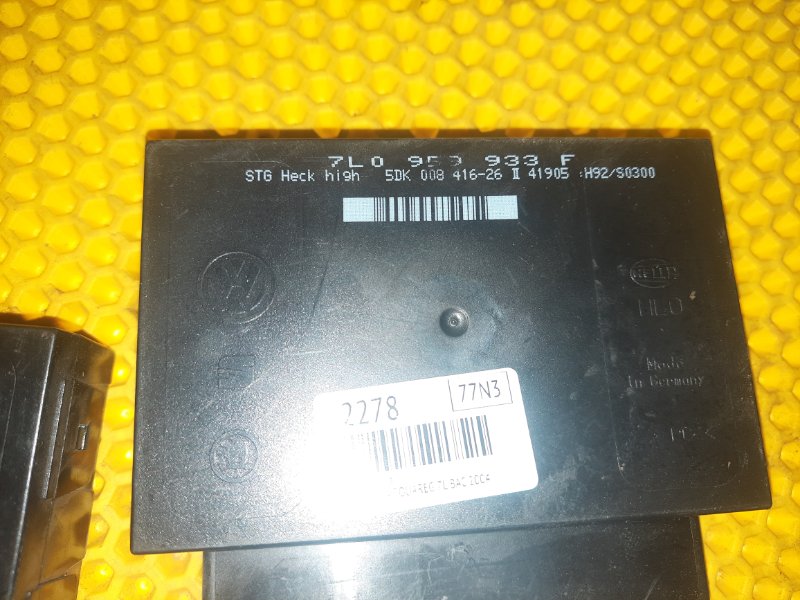 7L0 959 933 F
STG Heck high 5DK 008 416-26 II 41905 :H92/S0300
HELLA
HLO
Made
in Germany
2278
77N3